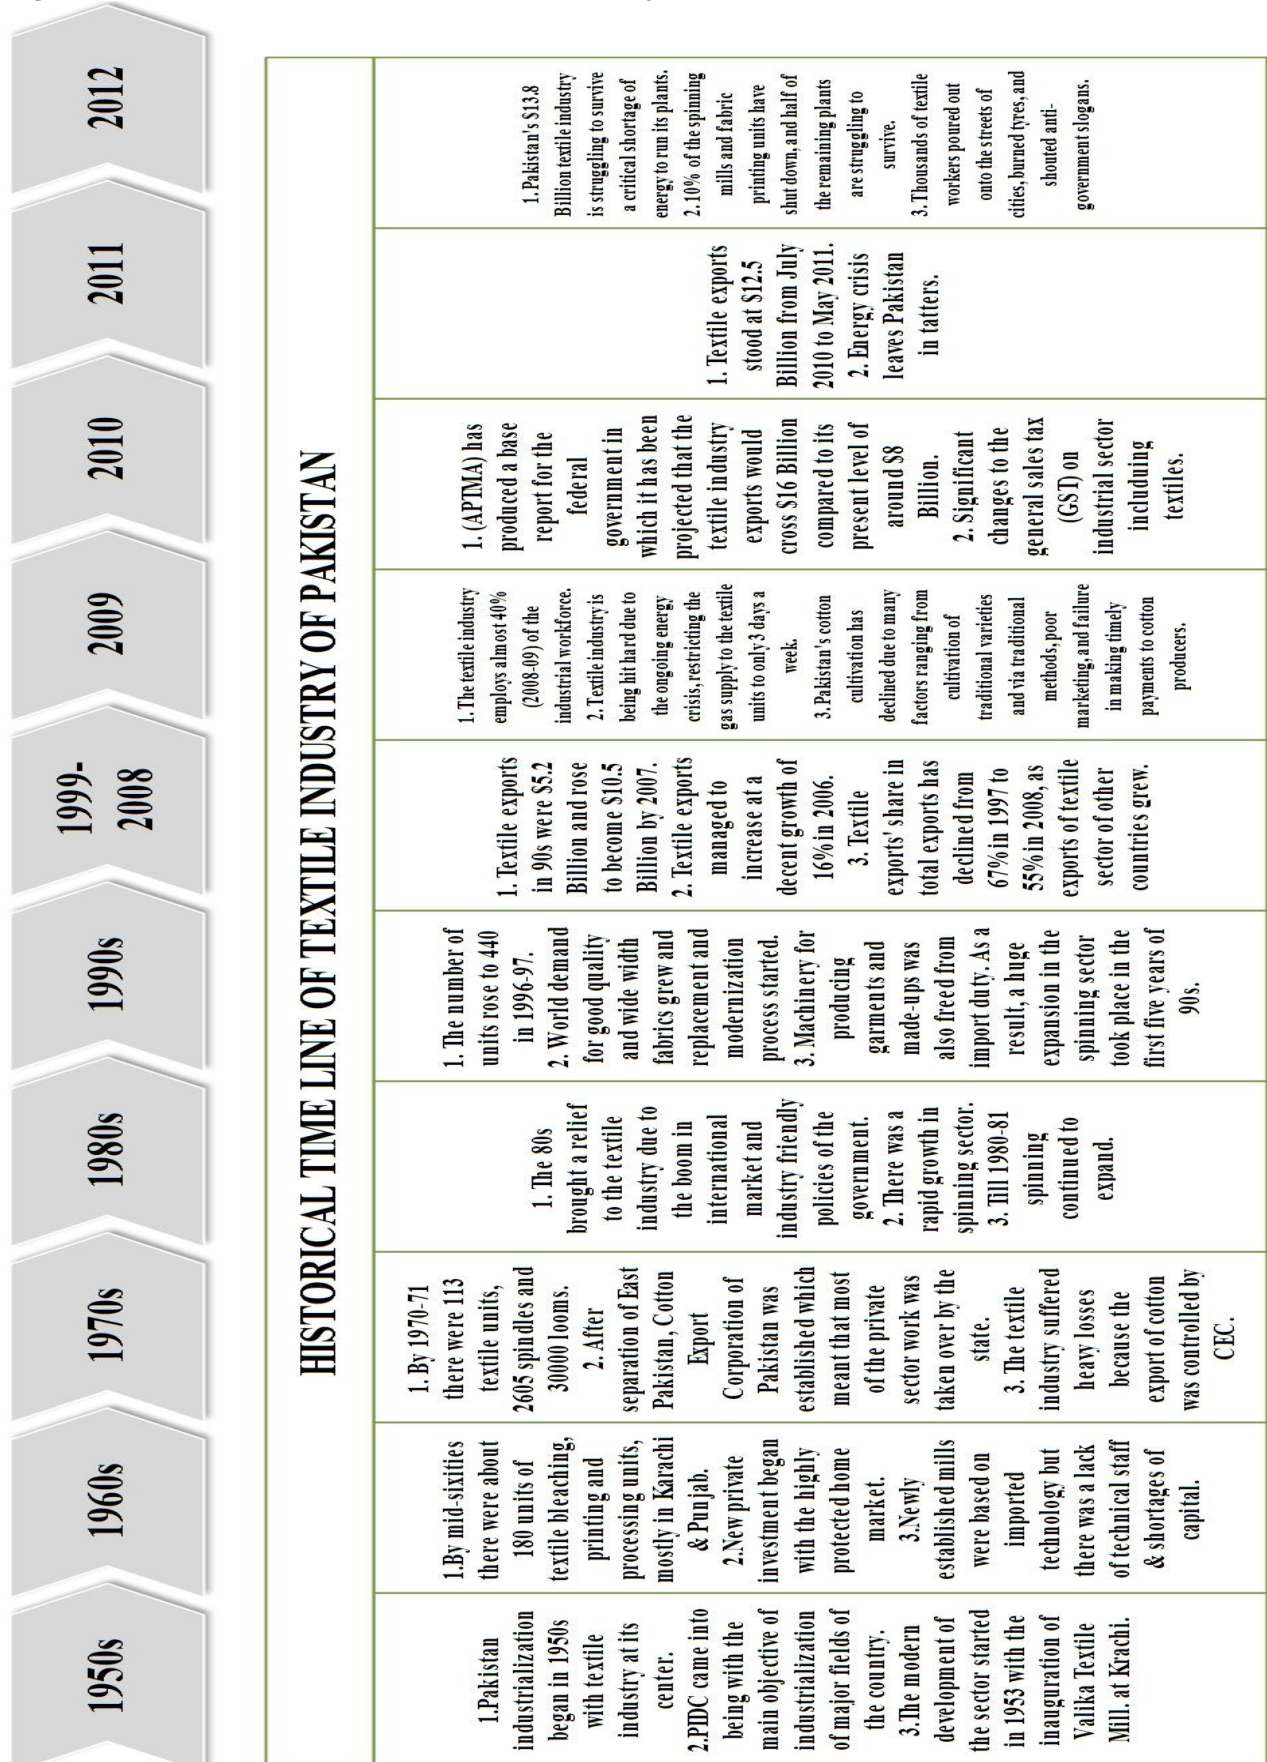 1950s
1960s
1970s
1980s
1990s
1999-
2008
2009
2010
2011
2012
HISTORICAL TIME LINE OF TEXTILE INDUSTRY OF PAKISTAN
1.Pakistan
industrialization
began in 1950s
with textile
industry at its
center.
2.PIDC came into
being with the
main objective of
industrialization
of major fields of
the country.
3.The modern
development of
the sector started
in 1953 with the
inauguration of
Valika Textile
Mill. at Krachi.
1.By mid-sixities
there were about
180 units of
textile bleaching,
printing and
processing units,
mostly in Karachi
& Punjab.
2.New private
investment began
with the highly
protected home
market.
3.Newly
established mills
were based on
imported
technology but
there was a lack
of technical staff
& shortages of
capital.
1. By 1970-71
there were 113
textile units,
2605 spindles and
30000 looms.
2. After
separation of East
Pakistan, Cotton
Export
Corporation of
Pakistan was
established which
meant that most
of the private
sector work was
taken over by the
state.
3. The textile
industry suffered
heavy losses
because the
export of cotton
was controlled by
CEC.
1. The 80s
brought a relief
to the textile
industry due to
the boom in
international
market and
industry friendly
policies of the
government.
2. There was a
rapid growth in
spinning sector.
3. Till 1980-81
spinning
continued to
expand.
1. The number of
units rose to 440
in 1996-97.
2. World demand
for good quality
and wide width
fabrics grew and
replacement and
modernization
process started.
3. Machinery for
producing
garments and
made-ups was
also freed from
import duty. As a
result, a huge
expansion in the
spinning sector
took place in the
first five years of
90s.
1. Textile exports
in 90s were $5.2
Billion and rose
to become $10.5
Billion by 2007.
2. Textile exports
managed to
increase at a
decent growth of
16% in 2006.
3. Textile
exports' share in
total exports has
declined from
67% in 1997 to
55% in 2008, as
exports of textile
sector of other
countries grew.
1.The textile industry
employs almost 40%
(2008-09) of the
industrial workforce.
2.Textile industry is
being hit hard due to
the ongoing energy
crisis, restricting the
gas supply to the textile
units to only 3 days a
week.
3.Pakistan's cotton
cultivation has
declined due to many
factors ranging from
cultivation of
traditional varieties
and via traditional
methods, poor
marketing, and failure
in making timely
payments to cotton
producers.
1. (APTMA) has
produced a base
report for the
federal
government in
which it has been
projected that the
textile industry
exports would
cross $16 Billion
compared to its
present level of
around $8
Billion.
2. Significant
changes to the
general sales tax
(GST) on
industrial sector
includuing
textiles.
1. Textile exports
stood at $12.5
Billion from July
2010 to May 2011.
2. Energy crisis
leaves Pakistan
in tatters.
1.Pakistan's $13.8
Billion textile industry
is struggling to survive
a critical shortage of
energy to run its plants.
2.10% of the spinning
mills and fabric
printing units have
shut down, and half of
the remaining plants
are struggling to
survive.
3.Thousands of textile
workers poured out
onto the streets of
cities, burned tyres, and
shouted anti-
government slogans.